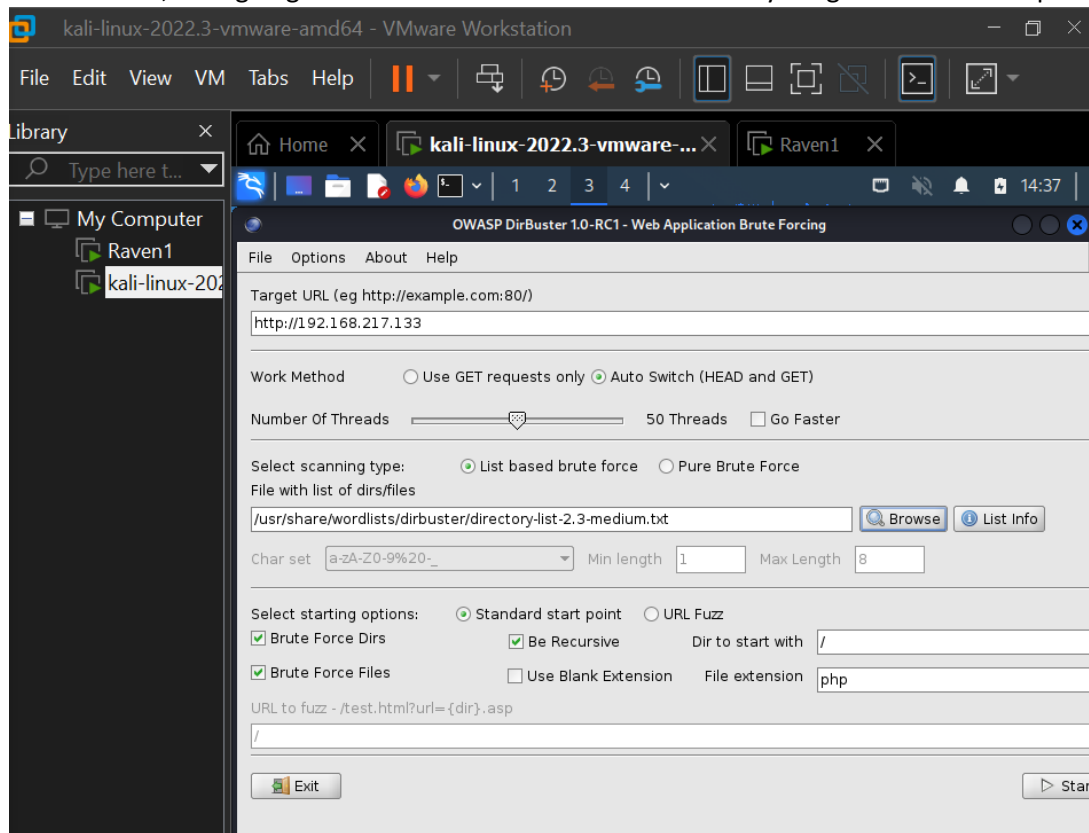 kali-linux-2022.3-vmware-amd64 - VMware Workstation
File Edit View VM Tabs Help
Library
Type here t...
Home kali-linux-2022.3-vmware-... Raven1
1 2 3 4 14:37
My Computer
Raven1
kali-linux-202
OWASP DirBuster 1.0-RC1 - Web Application Brute Forcing
File Options About Help
Target URL (eg http://example.com:80/)
http://192.168.217.133
Work Method Use GET requests only Auto Switch (HEAD and GET)
Number Of Threads 50 Threads Go Faster
Select scanning type: List based brute force Pure Brute Force
File with list of dirs/files
/usr/share/wordlists/dirbuster/directory-list-2.3-medium.txt Browse List Info
Char set a-zA-Z0-9%20-_ Min length 1 Max Length 8
Select starting options: Standard start point URL Fuzz
Brute Force Dirs Be Recursive Dir to start with /
Brute Force Files Use Blank Extension File extension php
URL to fuzz - /test.html?url={dir}.asp
/
Exit Star